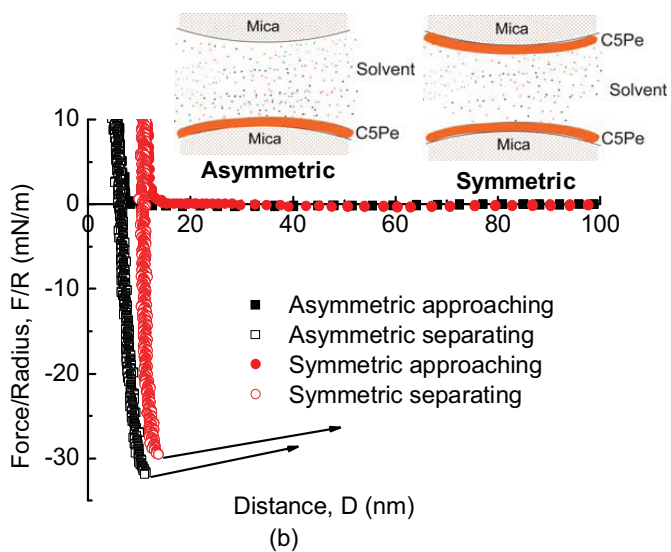 Mica
Solvent
Mica
Asymmetric
Mica
C5Pe
Solvent
Mica
C5Pe
Symmetric
10
0
-10
-20
-30
0
20
40
60
80
100
Force/Radius, F/R (mN/m)
Asymmetric approaching
Asymmetric separating
Symmetric approaching
Symmetric separating
Distance, D (nm)
(b)